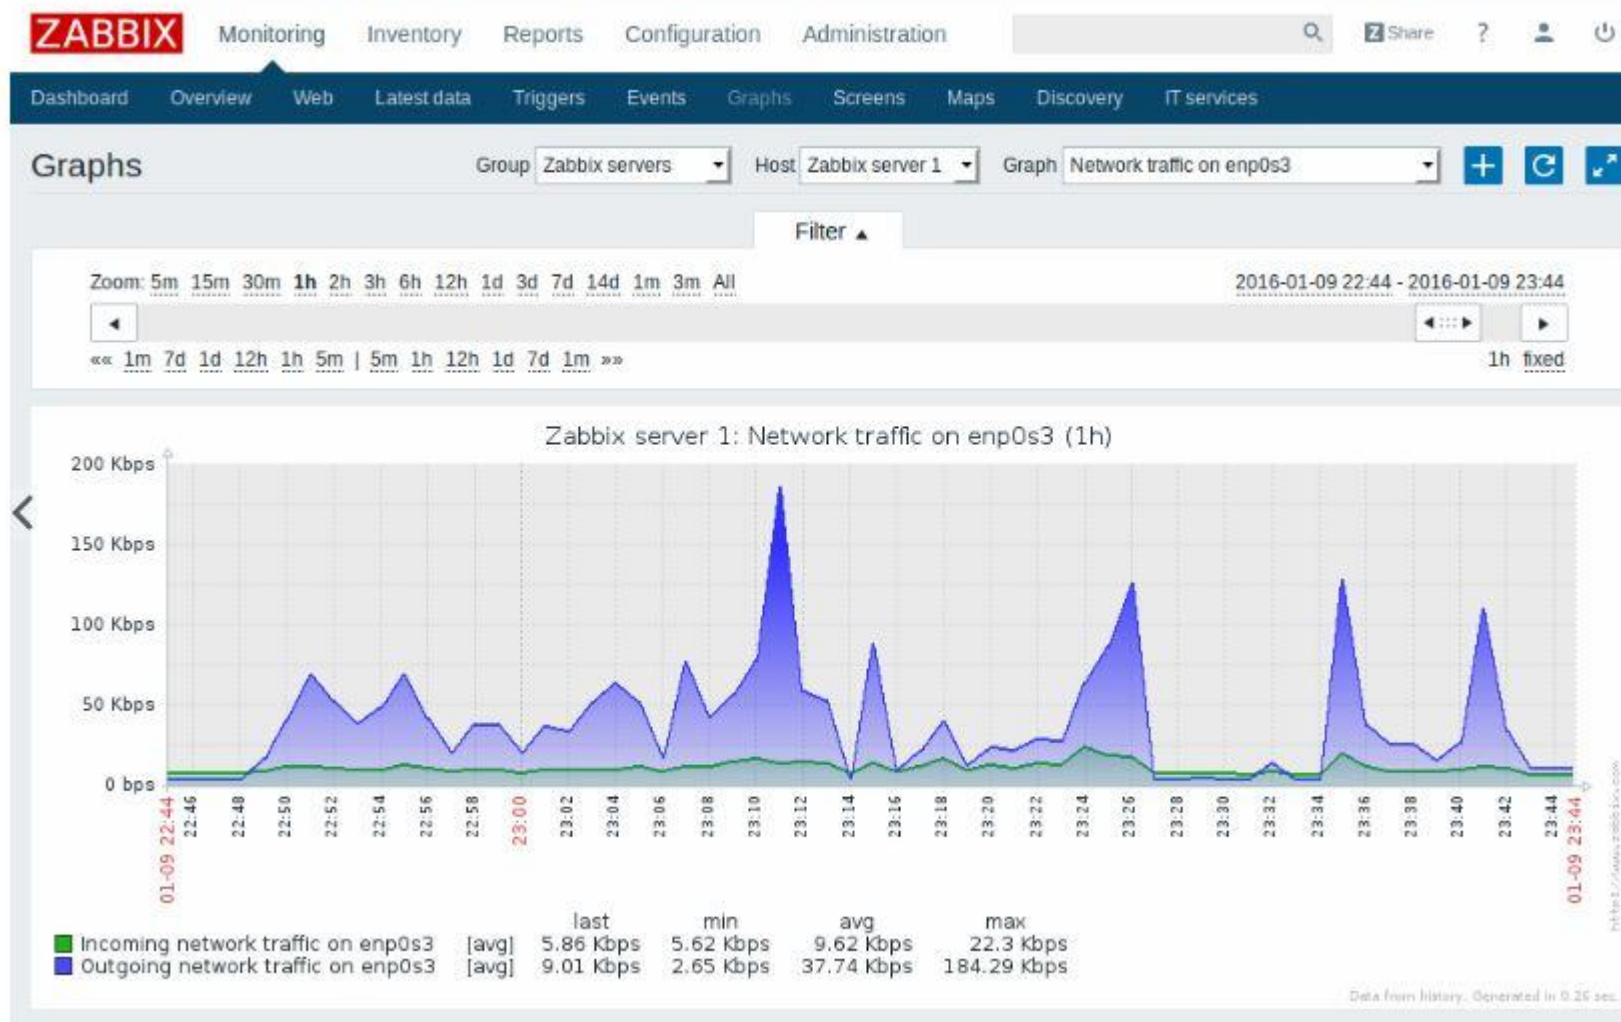 ZABBIX Monitoring Inventory Reports Configuration Administration Z Share ?
Dashboard Overview Web Latest data Triggers Events Graphs Screens Maps Discovery IT services
Graphs Group Zabbix servers Host Zabbix server 1 Graph Network traffic on enp0s3
Filter
Zoom: 5m 15m 30m 1h 2h 3h 6h 12h 1d 3d 7d 14d 1m 3m All 2016-01-09 22:44 - 2016-01-09 23:44
«« 1m 7d 1d 12h 1h 5m | 5m 1h 12h 1d 7d 1m »» 1h fixed
Zabbix server 1: Network traffic on enp0s3 (1h)
200 Kbps
150 Kbps
100 Kbps
50 Kbps
0 bps
01-09 22:44 22:46 22:48 22:50 22:52 22:54 22:56 22:58 23:00 23:02 23:04 23:06 23:08 23:10 23:12 23:14 23:16 23:18 23:20 23:22 23:24 23:26 23:28 23:30 23:32 23:34 23:36 23:38 23:40 23:42 23:44 01-09 23:44
last min avg max
Incoming network traffic on enp0s3 [avg] 5.86 Kbps 5.62 Kbps 9.62 Kbps 22.3 Kbps
Outgoing network traffic on enp0s3 [avg] 9.01 Kbps 2.65 Kbps 37.74 Kbps 184.29 Kbps
Data from history. Generated in 0.26 sec.